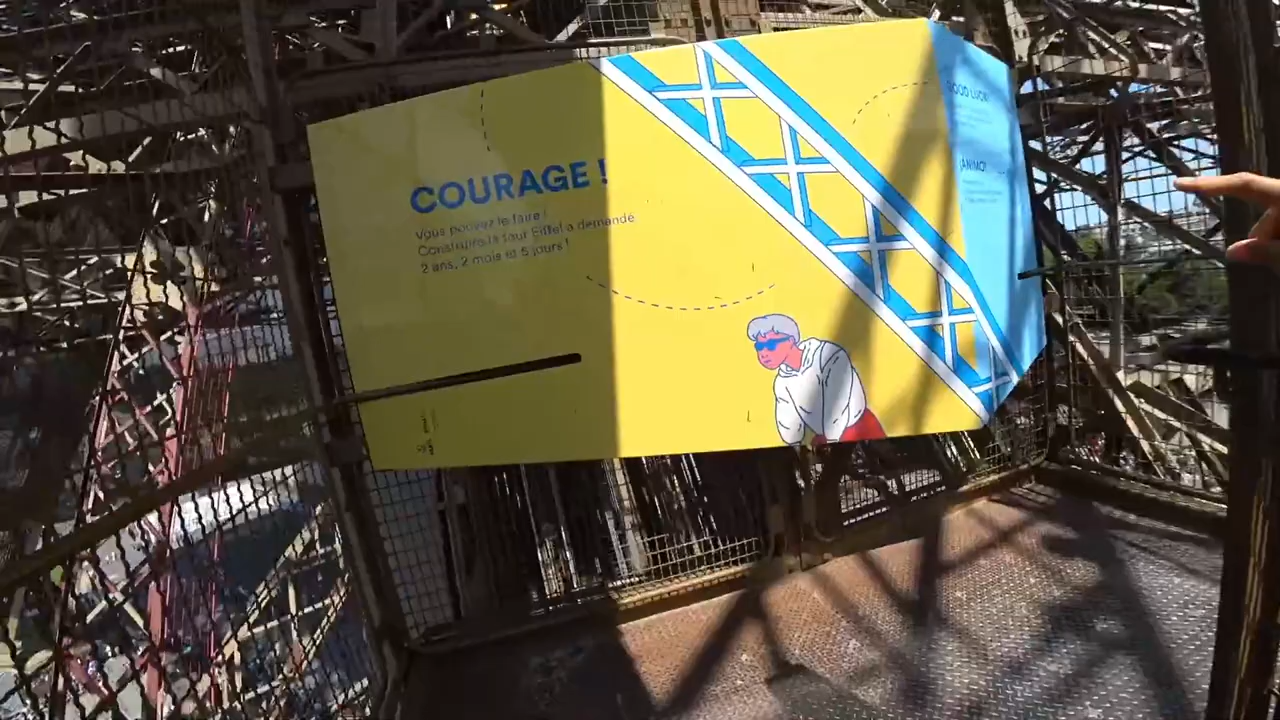 COURAGE !
Vous pouvez le faire !
Construire la tour Eiffel a demandé
2 ans, 2 mois et 5 jours !
GOOD LUCK!
¡ÁNIMO!